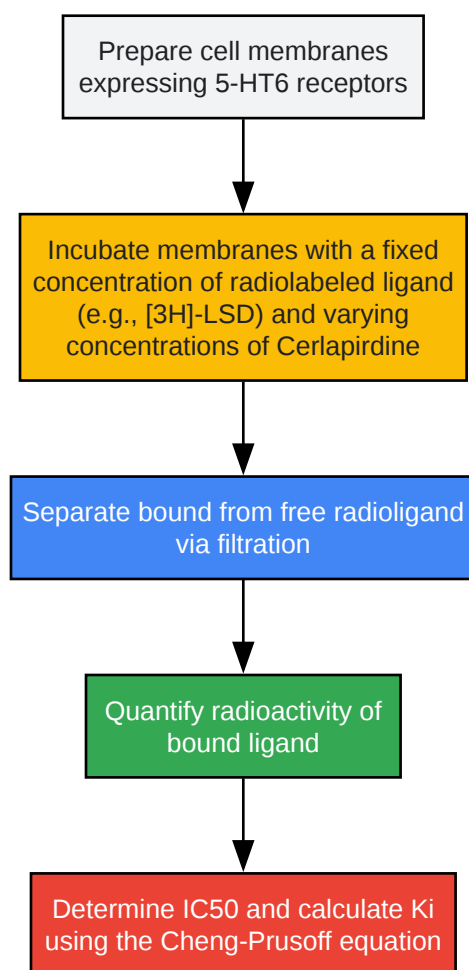 Prepare cell membranes
expressing 5-HT6 receptors
Incubate membranes with a fixed
concentration of radiolabeled ligand
(e.g., [3H]-LSD) and varying
concentrations of Cerlapirdine
Separate bound from free radioligand
via filtration
Quantify radioactivity of
bound ligand
Determine IC50 and calculate Ki
using the Cheng-Prusoff equation